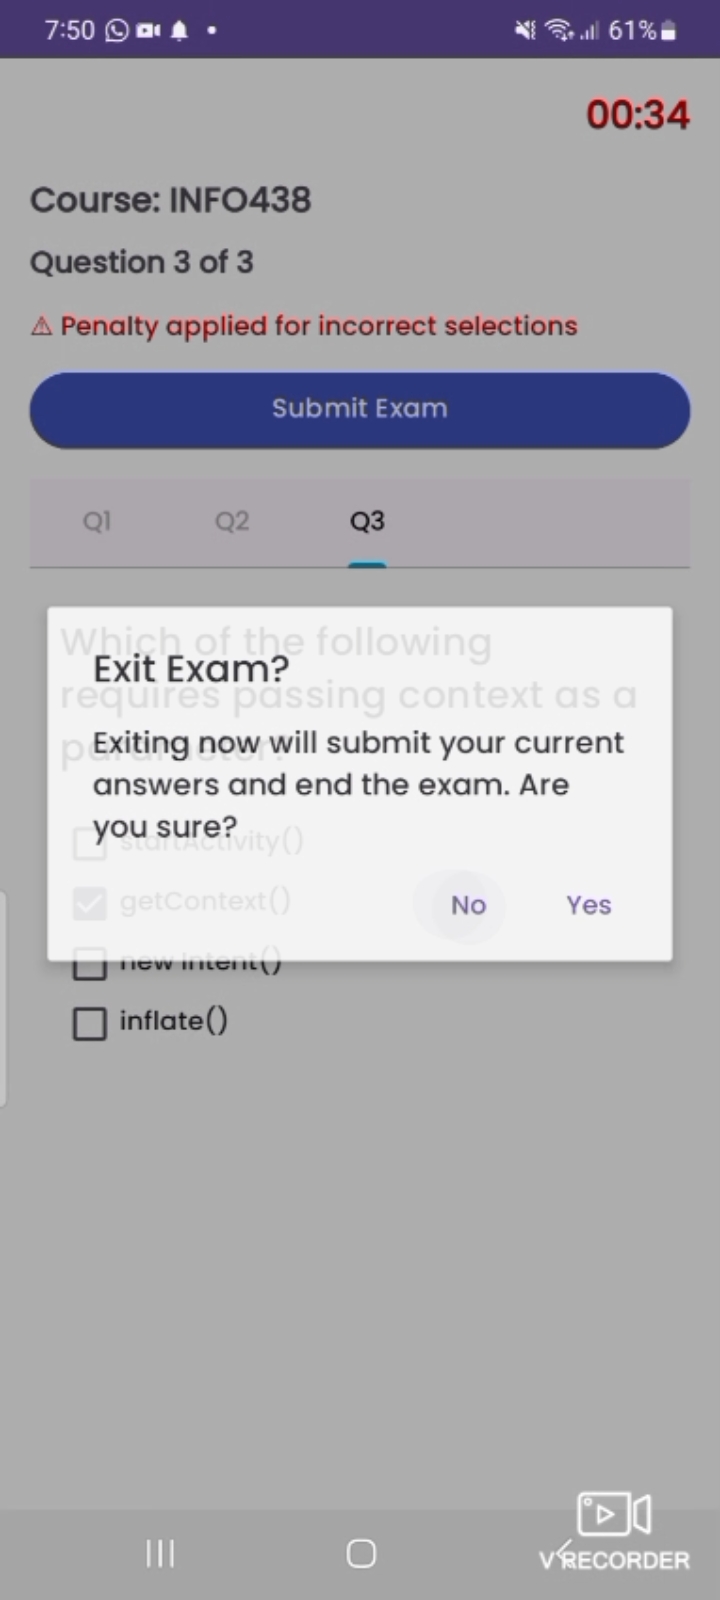 7:50
61%
00:34
Course: INFO438
Question 3 of 3
⚠ Penalty applied for incorrect selections
Submit Exam
Q1 Q2 Q3
Which of the following
requires passing context as a
parameter?
Exit Exam?
Exiting now will submit your current
answers and end the exam. Are
you sure?
startActivity()
getContext()
No Yes
new Intent()
inflate()
V RECORDER